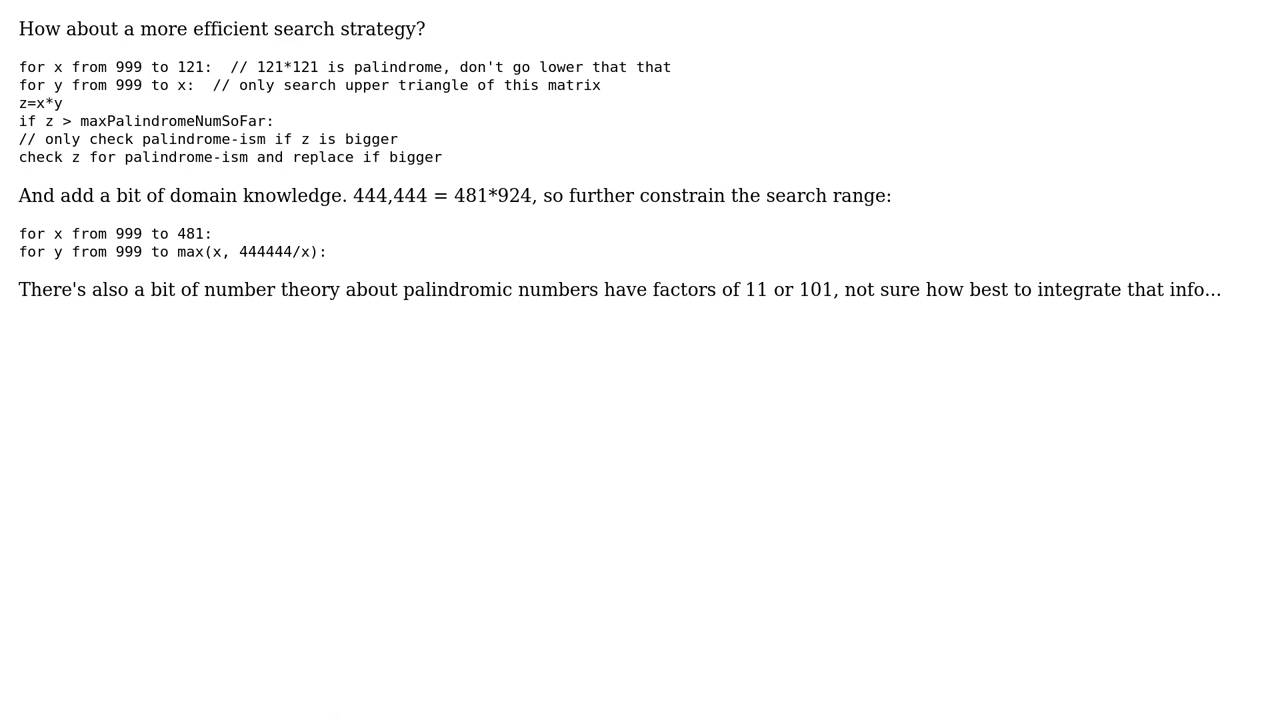 How about a more efficient search strategy?
for x from 999 to 121:  // 121*121 is palindrome, don't go lower that that
for y from 999 to x:  // only search upper triangle of this matrix
z=x*y
if z > maxPalindromeNumSoFar:
// only check palindrome-ism if z is bigger
check z for palindrome-ism and replace if bigger
And add a bit of domain knowledge. 444,444 = 481*924, so further constrain the search range:
for x from 999 to 481:
for y from 999 to max(x, 444444/x):
There's also a bit of number theory about palindromic numbers have factors of 11 or 101, not sure how best to integrate that info...